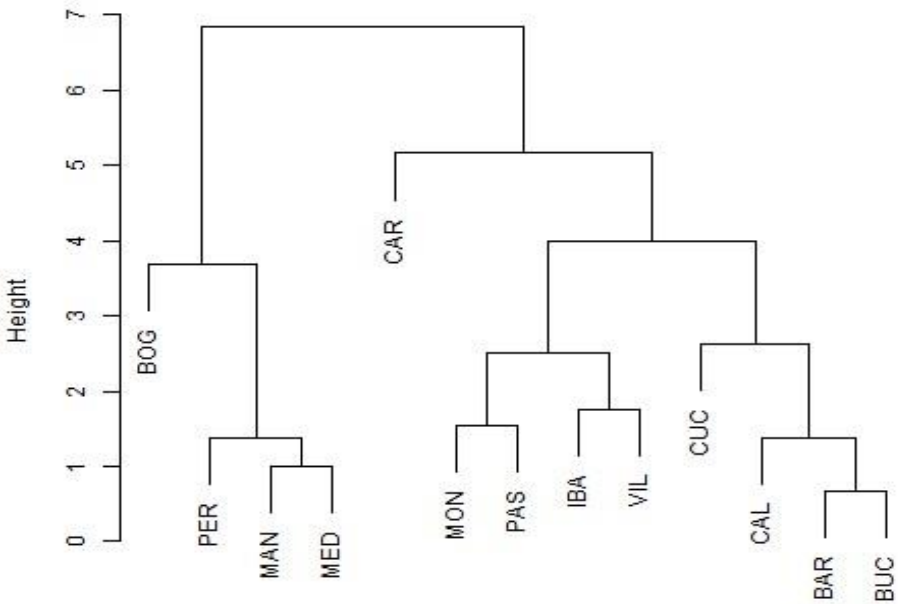 Height
7
6
5
4
3
2
1
0
BOG
PER
MAN
MED
CAR
MON
PAS
IBA
VIL
CUC
CAL
BAR
BUC